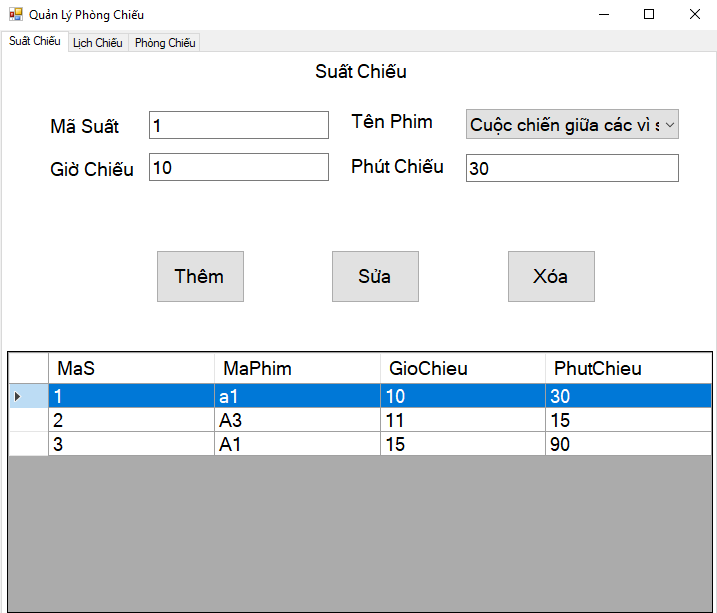 Quản Lý Phòng Chiếu
Suất Chiếu Lịch Chiếu Phòng Chiếu
Suất Chiếu
Mã Suất 1 Tên Phim Cuộc chiến giữa các vì s
Giờ Chiếu 10 Phút Chiếu 30
Thêm Sửa Xóa
MaS MaPhim GioChieu PhutChieu
1 a1 10 30
2 A3 11 15
3 A1 15 90